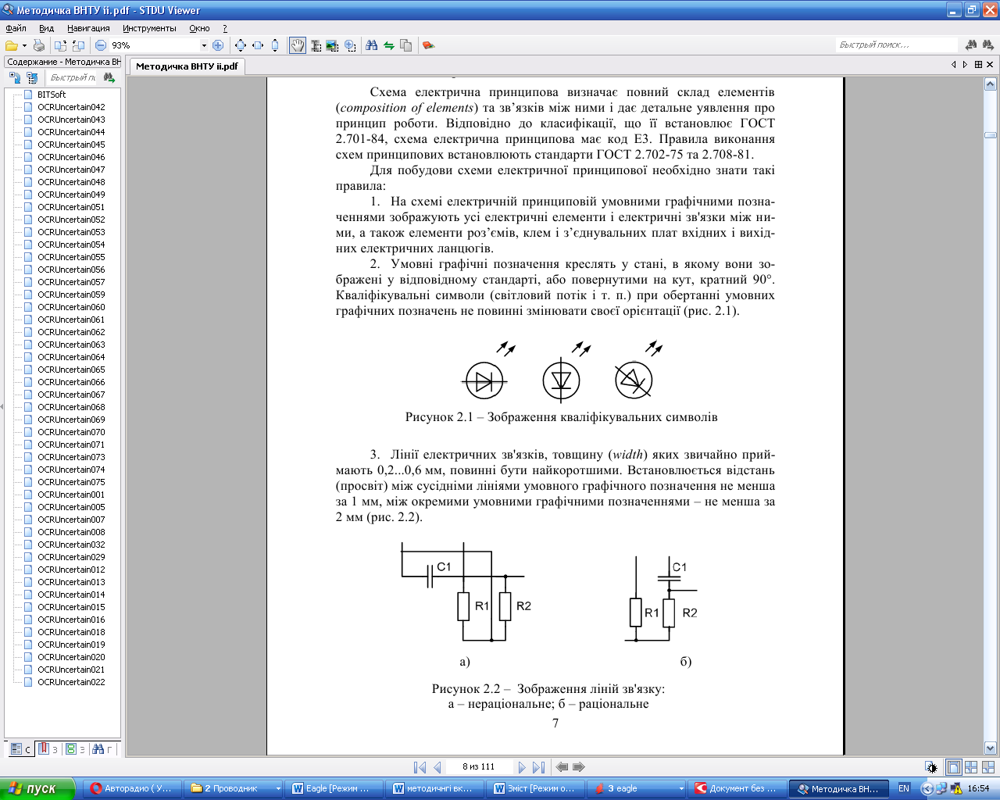 Методичка ВНТУ ii.pdf - STDU Viewer
Файл Вид Навигация Инструменты Окно ?
93%
Быстрый поиск...
Содержание - Методичка ВН
Методичка ВНТУ ii.pdf
Быстрый по
BITSoft
OCRUncertain042
OCRUncertain043
OCRUncertain044
OCRUncertain045
OCRUncertain046
OCRUncertain047
OCRUncertain048
OCRUncertain049
OCRUncertain051
OCRUncertain052
OCRUncertain053
OCRUncertain054
OCRUncertain055
OCRUncertain056
OCRUncertain057
OCRUncertain059
OCRUncertain060
OCRUncertain061
OCRUncertain062
OCRUncertain063
OCRUncertain064
OCRUncertain065
OCRUncertain066
OCRUncertain067
OCRUncertain068
OCRUncertain069
OCRUncertain070
OCRUncertain071
OCRUncertain073
OCRUncertain074
OCRUncertain075
OCRUncertain001
OCRUncertain005
OCRUncertain007
OCRUncertain008
OCRUncertain032
OCRUncertain029
OCRUncertain012
OCRUncertain013
OCRUncertain014
OCRUncertain015
OCRUncertain016
OCRUncertain018
OCRUncertain019
OCRUncertain020
OCRUncertain021
OCRUncertain022
Схема електрична принципова визначає повний склад елементів
(composition of elements) та зв’язків між ними і дає детальне уявлення про
принцип роботи. Відповідно до класифікації, що її встановлює ГОСТ
2.701-84, схема електрична принципова має код Е3. Правила виконання
схем принципових встановлюють стандарти ГОСТ 2.702-75 та 2.708-81.
Для побудови схеми електричної принципової необхідно знати такі
правила:
1. На схемі електричній принциповій умовними графічними позна-
ченнями зображують усі електричні елементи і електричні зв'язки між ни-
ми, а також елементи роз’ємів, клем і з’єднувальних плат вхідних і вихід-
них електричних ланцюгів.
2. Умовні графічні позначення креслять у стані, в якому вони зо-
бражені у відповідному стандарті, або повернутими на кут, кратний 90°.
Кваліфікувальні символи (світловий потік і т. п.) при обертанні умовних
графічних позначень не повинні змінювати своєї орієнтації (рис. 2.1).
Рисунок 2.1 – Зображення кваліфікувальних символів
3. Лінії електричних зв'язків, товщину (width) яких звичайно прий-
мають 0,2...0,6 мм, повинні бути найкоротшими. Встановлюється відстань
(просвіт) між сусідніми лініями умовного графічного позначення не менша
за 1 мм, між окремими умовними графічними позначеннями – не менша за
2 мм (рис. 2.2).
C1 R1 R2
C1 R1 R2
а) б)
Рисунок 2.2 – Зображення ліній зв'язку:
а – нераціональне; б – раціональне
7
С З Э Г
8 из 111
пуск
Авторадио ( У...
2 Проводник
Eagle [Режим ...
методичнгі вк...
Зміст [Режим о...
3 eagle
Документ без ...
Методичка ВН...
EN
16:54